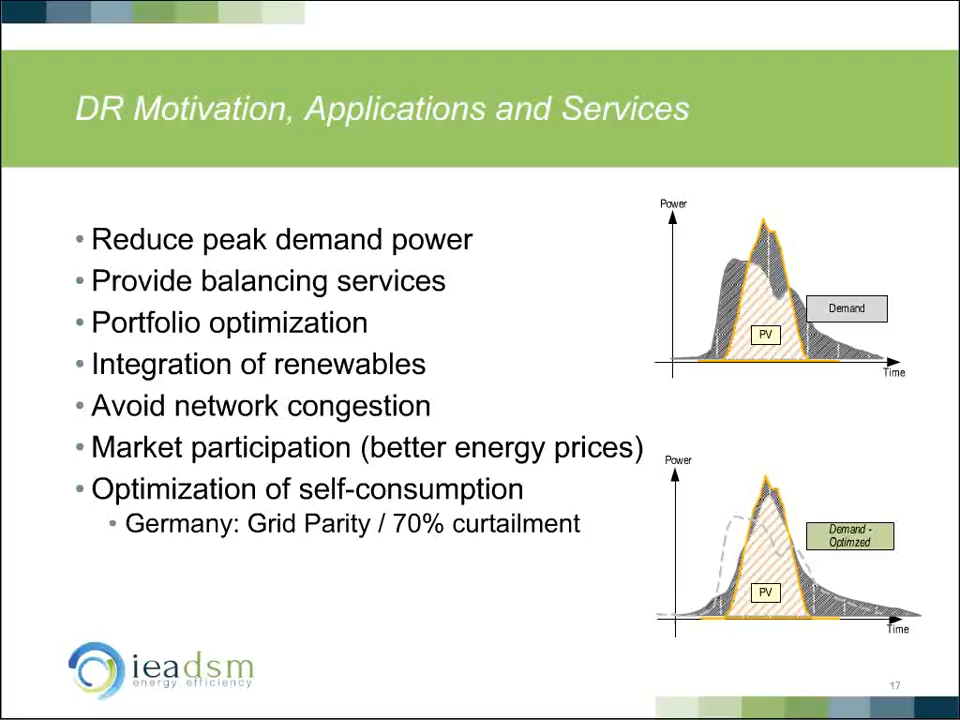 DR Motivation, Applications and Services
• Reduce peak demand power
• Provide balancing services
• Portfolio optimization
• Integration of renewables
• Avoid network congestion
• Market participation (better energy prices)
• Optimization of self-consumption
• Germany: Grid Parity / 70% curtailment
Power
Demand
PV
Time
Power
Demand -
Optimzed
PV
Time
ieadsm
energy efficiency
17